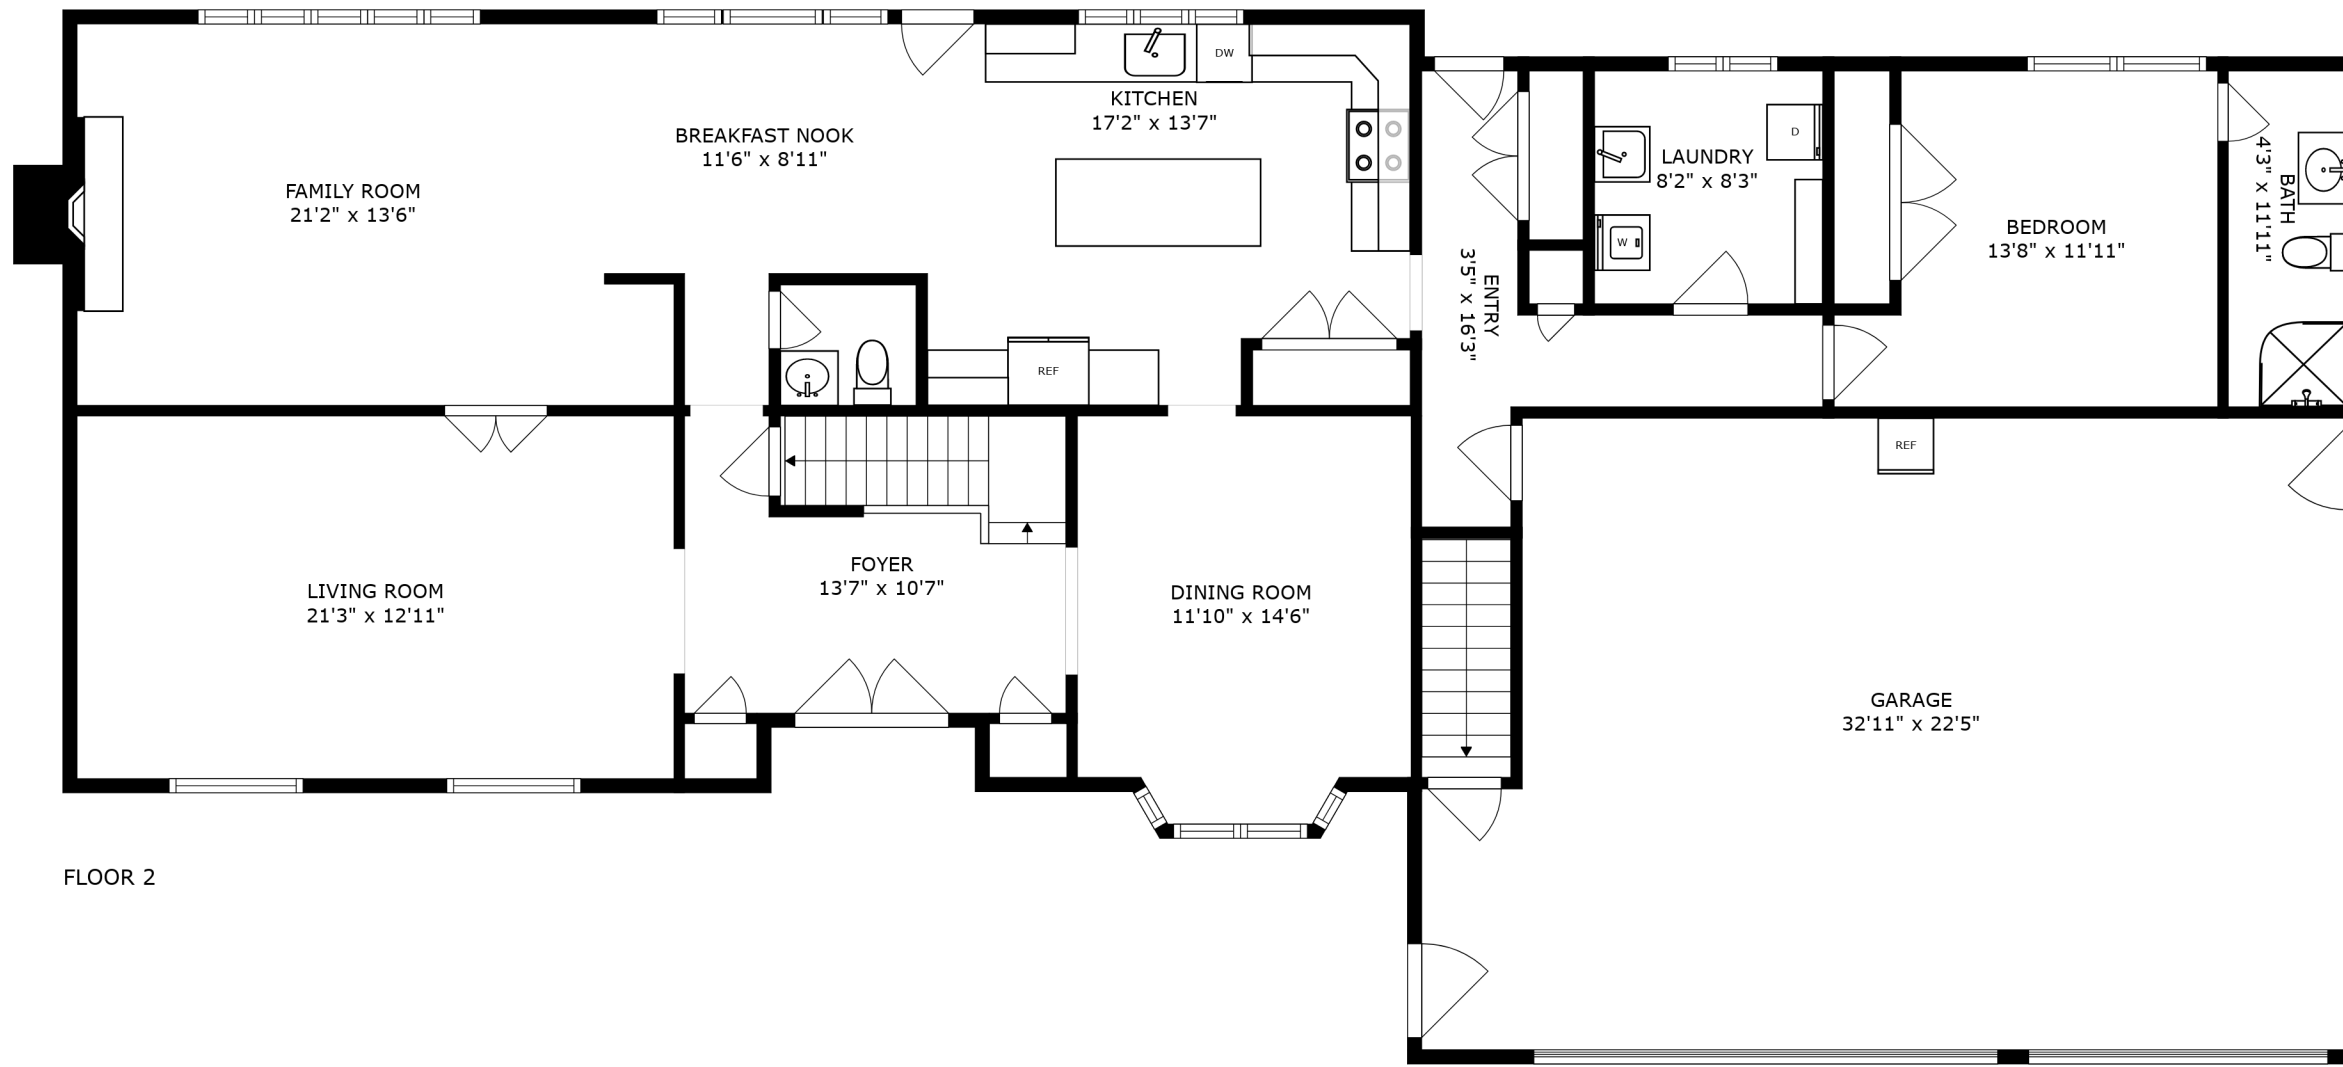 FAMILY ROOM
21'2" x 13'6"
BREAKFAST NOOK
11'6" x 8'11"
KITCHEN
17'2" x 13'7"
DW
REF
ENTRY
3'5" x 16'3"
LAUNDRY
8'2" x 8'3"
D
W
BEDROOM
13'8" x 11'11"
BATH
4'3" x 11'11"
LIVING ROOM
21'3" x 12'11"
FOYER
13'7" x 10'7"
DINING ROOM
11'10" x 14'6"
REF
GARAGE
32'11" x 22'5"
FLOOR 2